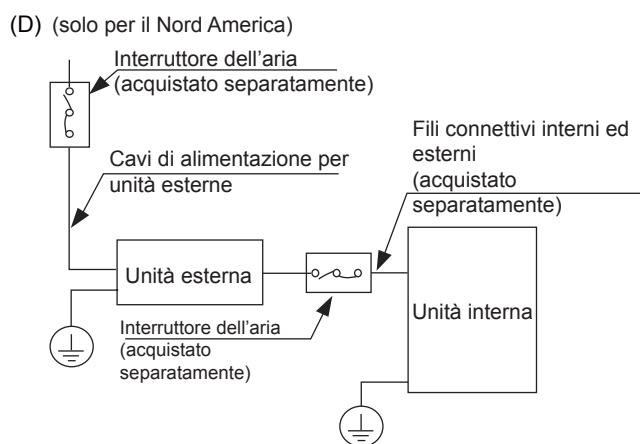 (D) (solo per il Nord America)
Interruttore dell'aria
(acquistato separatamente)
Fili connettivi interni ed
esterni
(acquistato
separatamente)
Cavi di alimentazione per
unità esterne
Unità esterna
Unità interna
Interruttore dell'aria
(acquistato
separatamente)